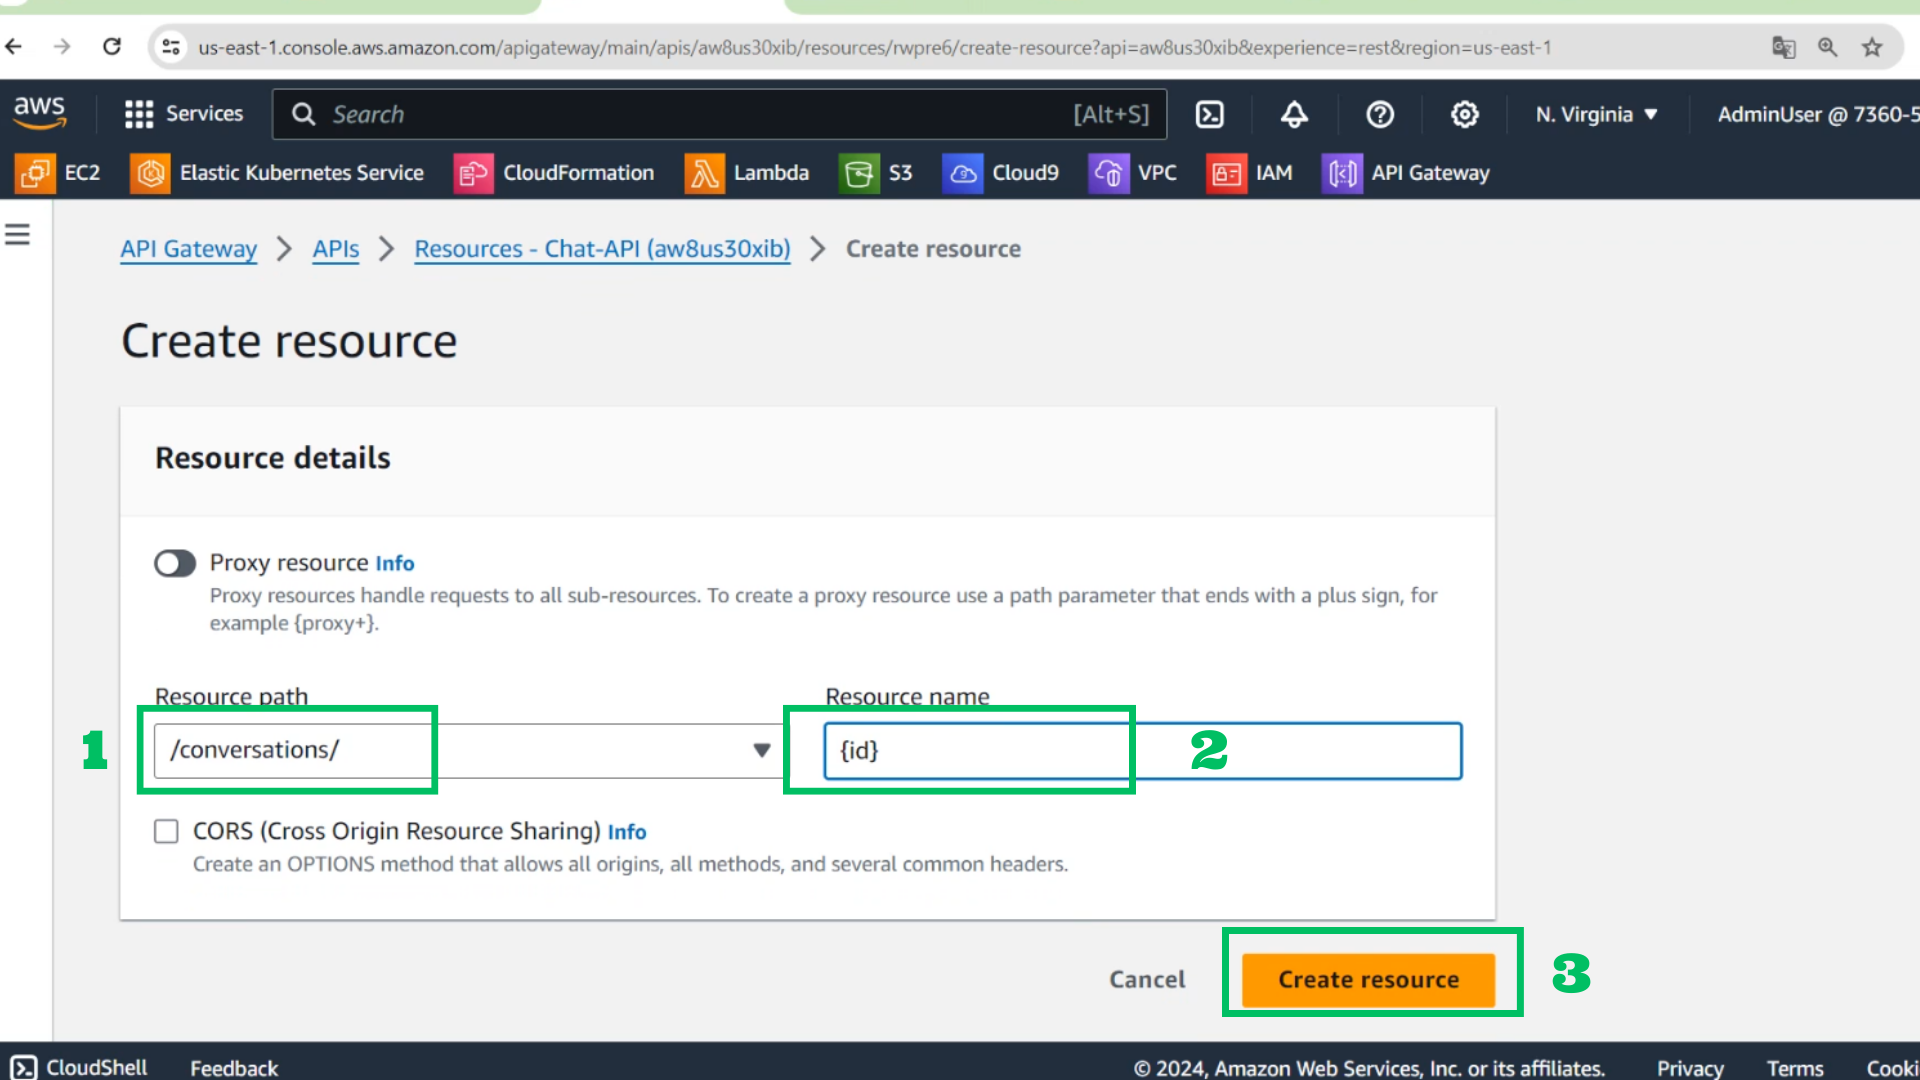 us-east-1.console.aws.amazon.com/apigateway/main/apis/aw8us30xib/resources/rwpre6/create-resource?api=aw8us30xib&experience=rest&region=us-east-1
aws Services Search [Alt+S] N. Virginia AdminUser @ 7360-5
EC2 Elastic Kubernetes Service CloudFormation Lambda S3 Cloud9 VPC IAM API Gateway
API Gateway APIs Resources - Chat-API (aw8us30xib) Create resource
Create resource
Resource details
Proxy resource Info
Proxy resources handle requests to all sub-resources. To create a proxy resource use a path parameter that ends with a plus sign, for
example {proxy+}.
Resource path Resource name
1 /conversations/ {id} 2
CORS (Cross Origin Resource Sharing) Info
Create an OPTIONS method that allows all origins, all methods, and several common headers.
Cancel Create resource 3
CloudShell Feedback © 2024, Amazon Web Services, Inc. or its affiliates. Privacy Terms Cooki